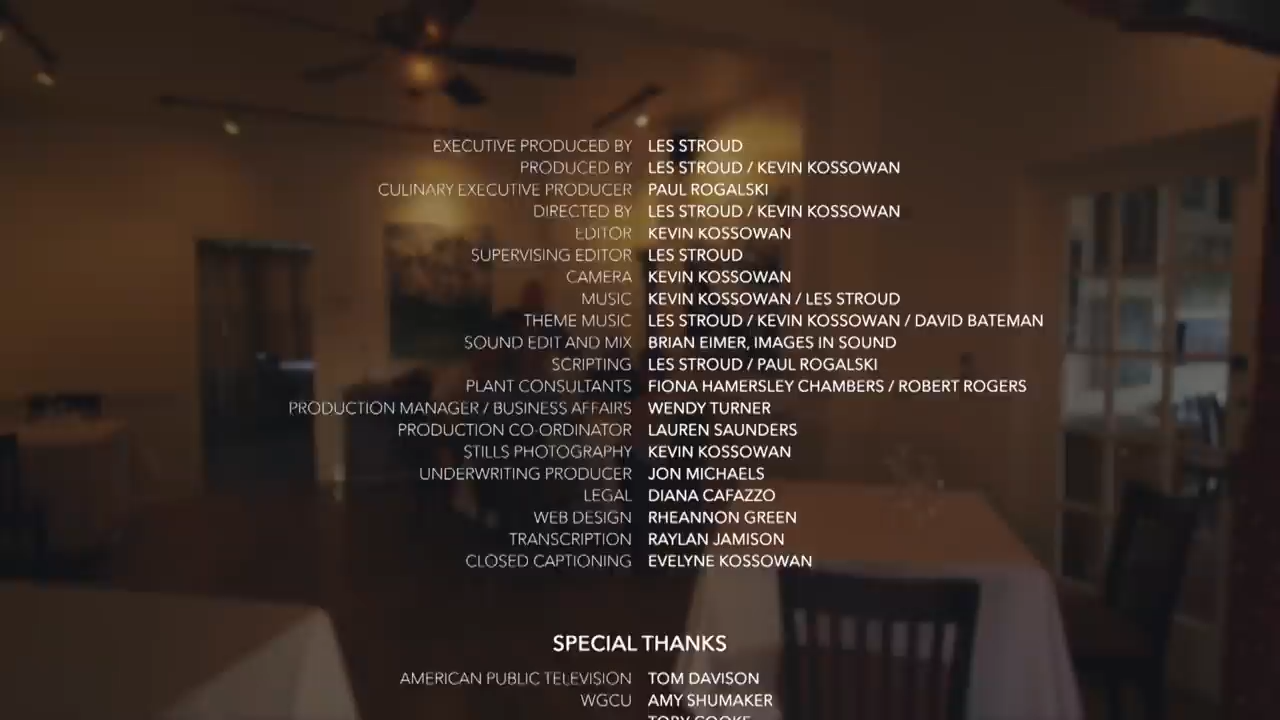 EXECUTIVE PRODUCED BY LES STROUD
PRODUCED BY LES STROUD / KEVIN KOSSOWAN
CULINARY EXECUTIVE PRODUCER PAUL ROGALSKI
DIRECTED BY LES STROUD / KEVIN KOSSOWAN
EDITOR KEVIN KOSSOWAN
SUPERVISING EDITOR LES STROUD
CAMERA KEVIN KOSSOWAN
MUSIC KEVIN KOSSOWAN / LES STROUD
THEME MUSIC LES STROUD / KEVIN KOSSOWAN / DAVID BATEMAN
SOUND EDIT AND MIX BRIAN EIMER, IMAGES IN SOUND
SCRIPTING LES STROUD / PAUL ROGALSKI
PLANT CONSULTANTS FIONA HAMERSLEY CHAMBERS / ROBERT ROGERS
PRODUCTION MANAGER / BUSINESS AFFAIRS WENDY TURNER
PRODUCTION CO-ORDINATOR LAUREN SAUNDERS
STILLS PHOTOGRAPHY KEVIN KOSSOWAN
UNDERWRITING PRODUCER JON MICHAELS
LEGAL DIANA CAFAZZO
WEB DESIGN RHEANNON GREEN
TRANSCRIPTION RAYLAN JAMISON
CLOSED CAPTIONING EVELYNE KOSSOWAN
SPECIAL THANKS
AMERICAN PUBLIC TELEVISION TOM DAVISON
WGCU AMY SHUMAKER
TOBY COOKE